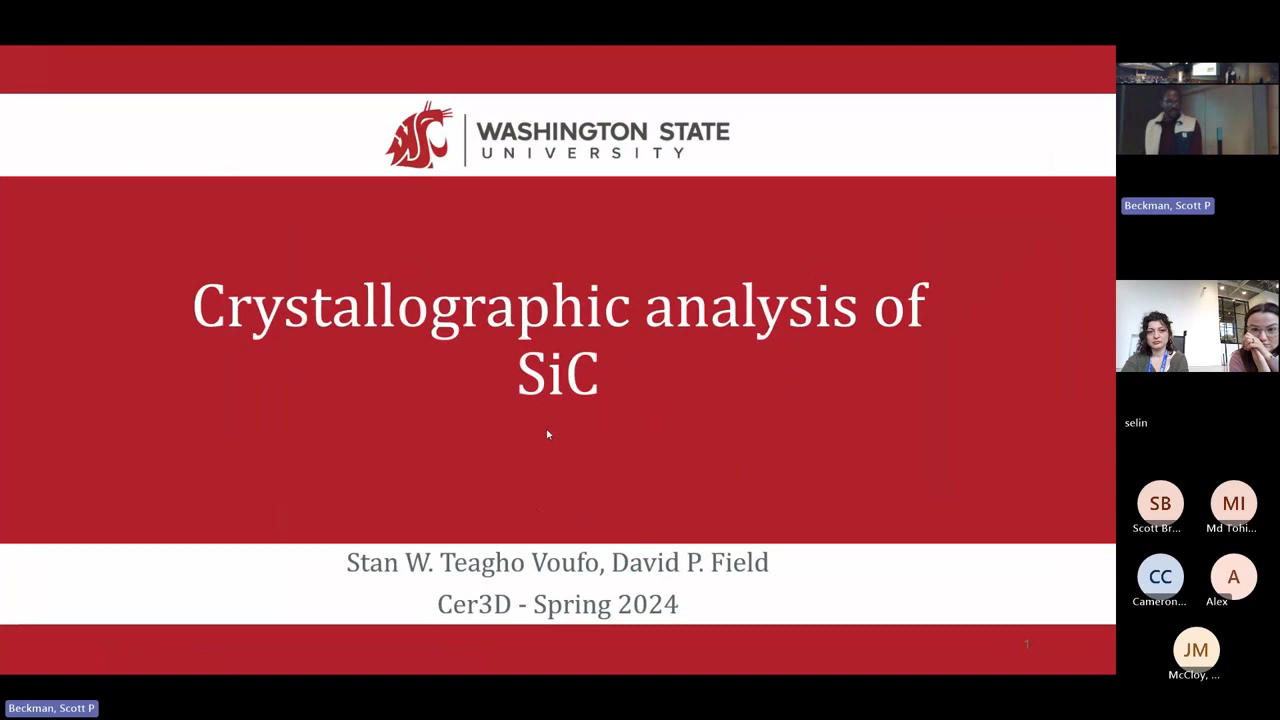 WASHINGTON STATE
UNIVERSITY
Crystallographic analysis of
SiC
Stan W. Teagho Voufo, David P. Field
Cer3D - Spring 2024
1
Beckman, Scott P
Beckman, Scott P
selin
SB
Scott Br...
MI
Md Tohi...
CC
Cameron...
A
Alex
JM
McCloy, ...